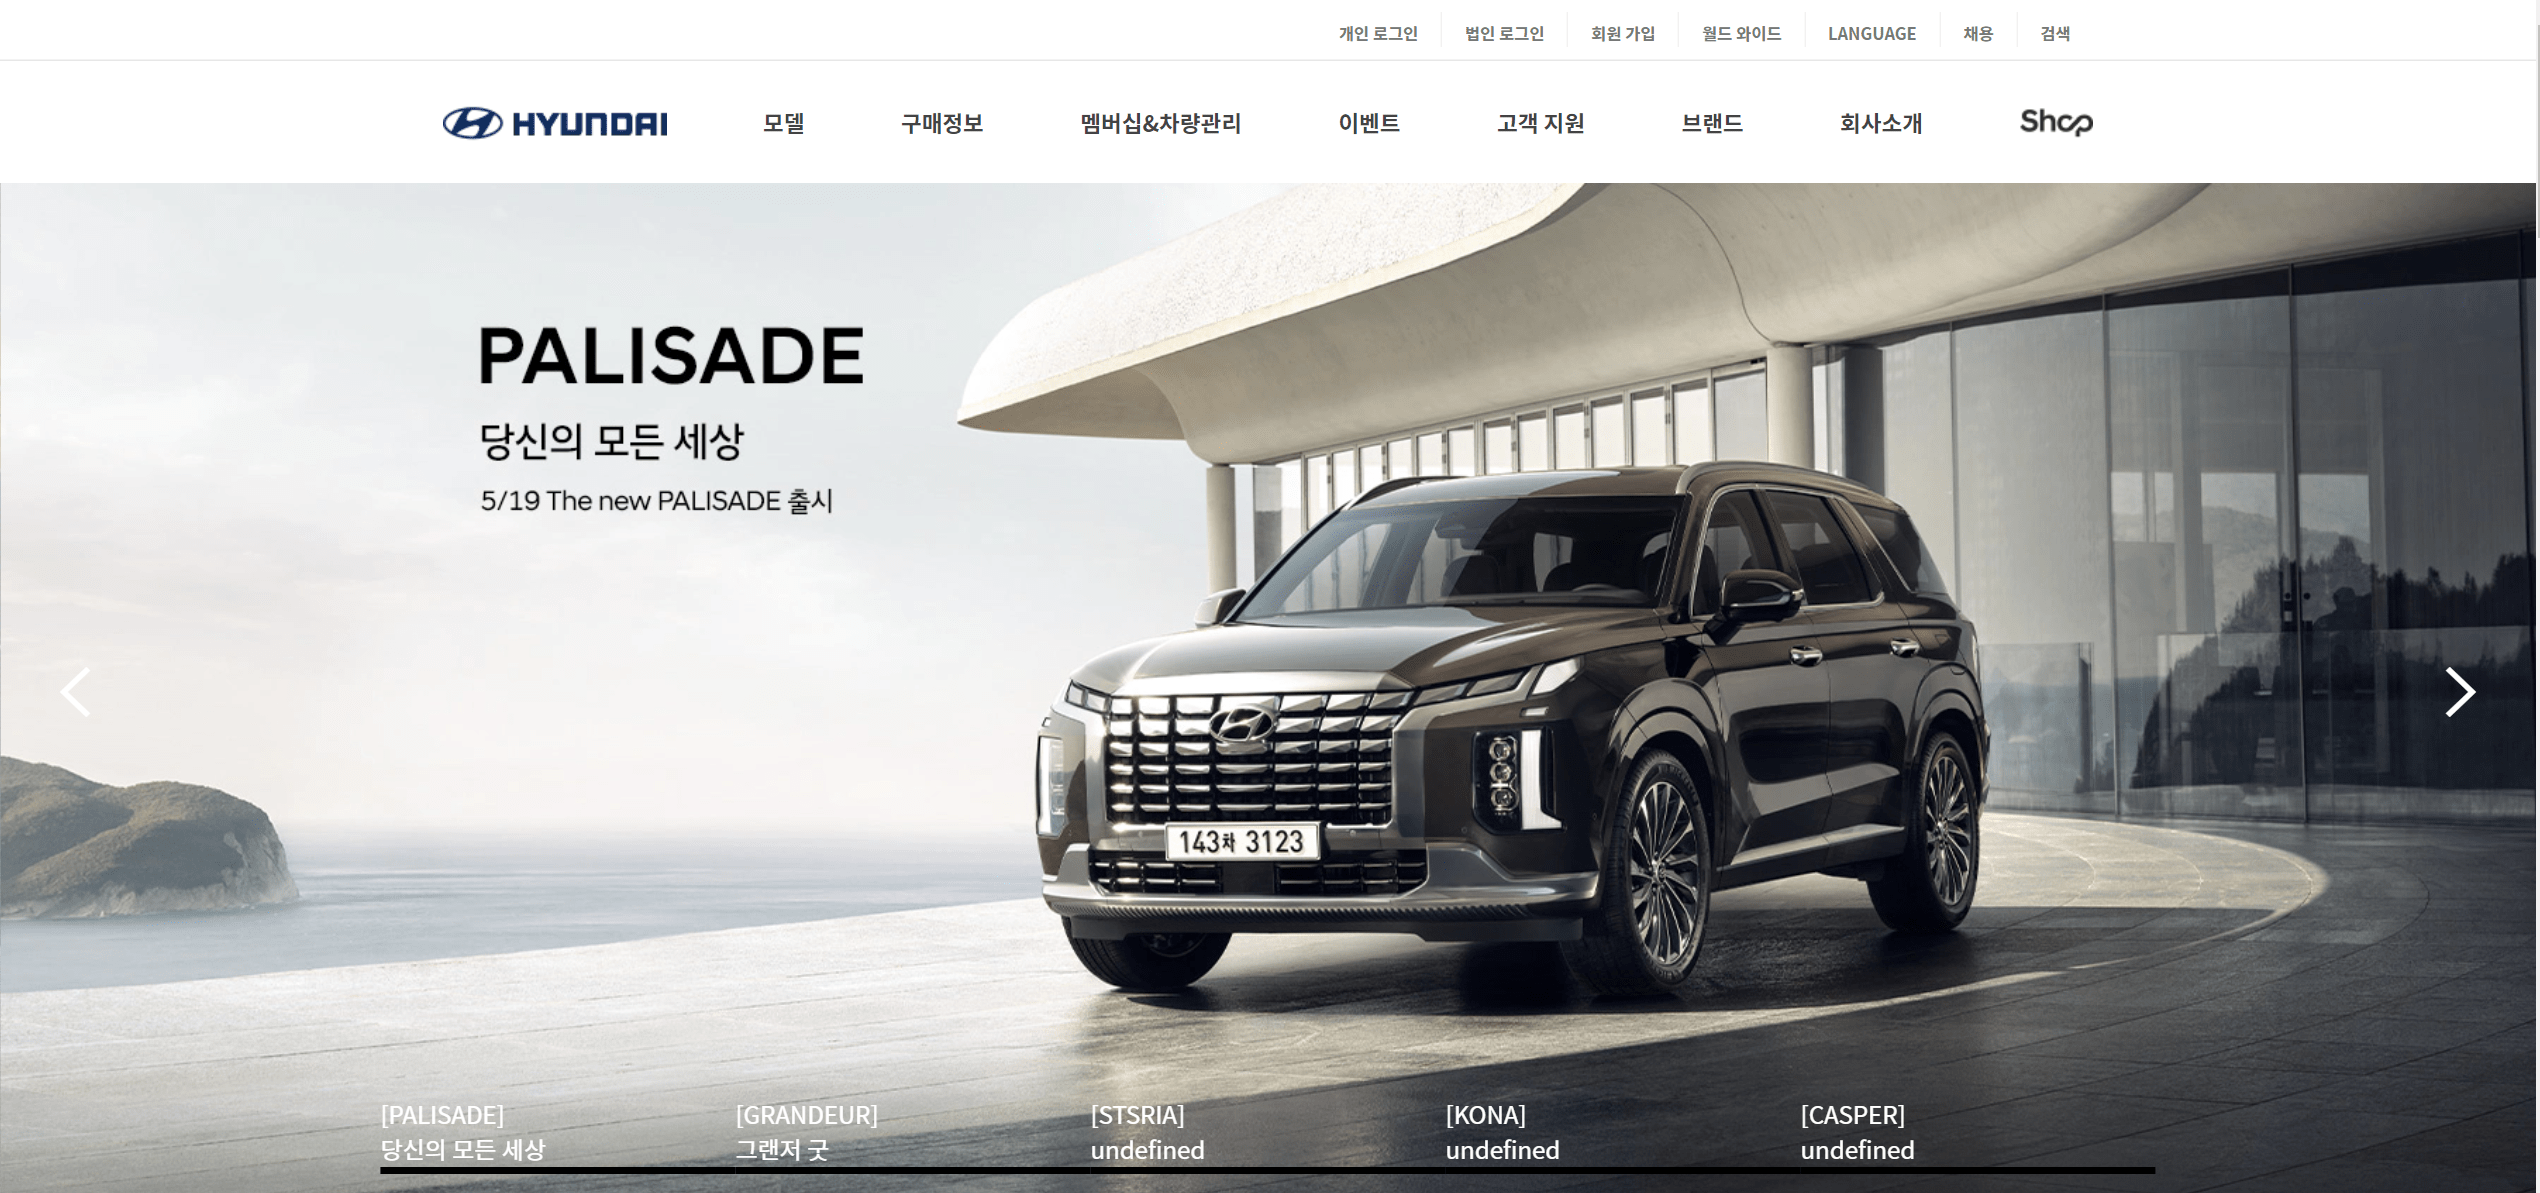 개인 로그인 법인 로그인 회원 가입 월드 와이드 LANGUAGE 채용 검색
HYUNDAI 모델 구매정보 멤버십&차량관리 이벤트 고객 지원 브랜드 회사소개 Shop
PALISADE
당신의 모든 세상
5/19 The new PALISADE 출시
143차 3123
[PALISADE] [GRANDEUR] [STSRIA] [KONA] [CASPER]
당신의 모든 세상 그랜저 굿 undefined undefined undefined